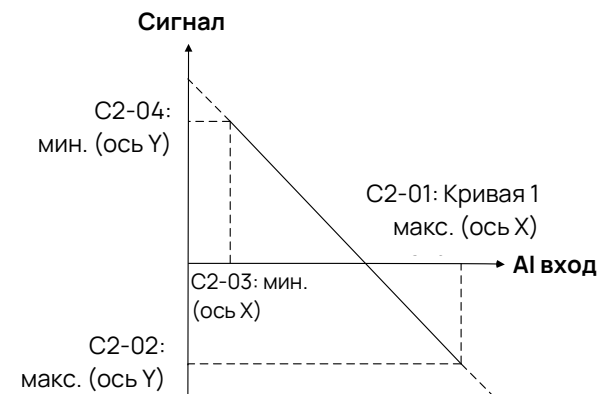 Сигнал
C2-04:
мин. (ось Y)
C2-01: Кривая 1
макс. (ось X)
AI вход
C2-03: мин.
(ось X)
C2-02:
макс. (ось Y)